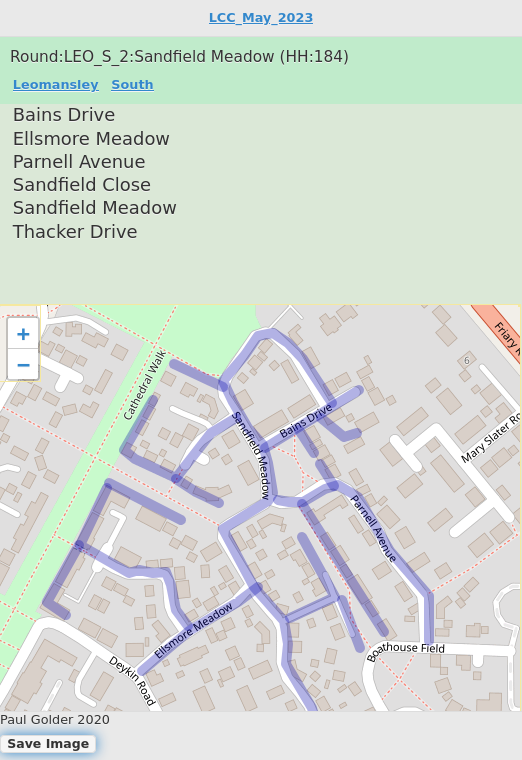 LCC_May_2023
Round:LEO_S_2:Sandfield Meadow (HH:184)
Leomansley South
Bains Drive
Ellsmore Meadow
Parnell Avenue
Sandfield Close
Sandfield Meadow
Thacker Drive
+
−
Friary
6
Cathedral Walk
Mary Slater Ro
Bains Drive
Sandfield Meadow
Parnell Avenue
Ellsmore Meadow
Boathouse Field
Deykin Road
Paul Golder 2020
Save Image